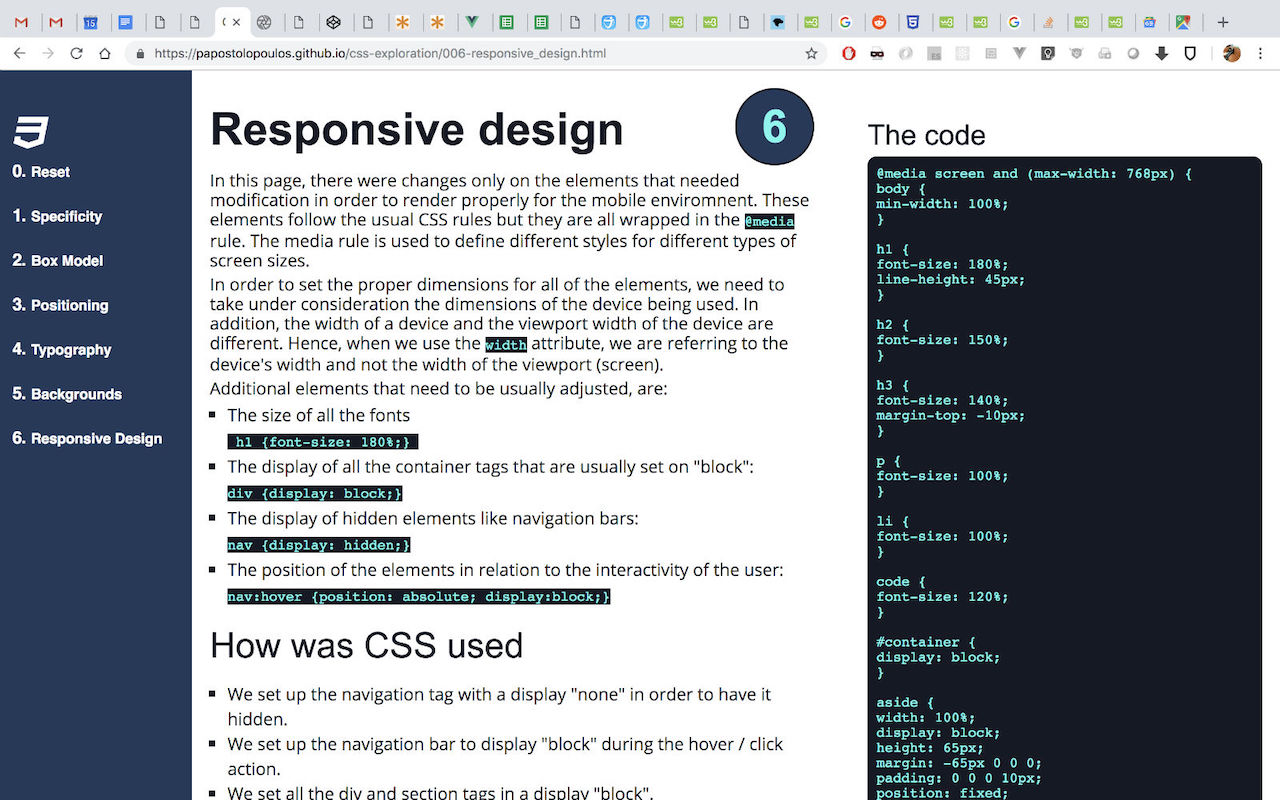 https://papostolopoulos.github.io/css-exploration/006-responsive_design.html
0. Reset
1. Specificity
2. Box Model
3. Positioning
4. Typography
5. Backgrounds
6. Responsive Design
Responsive design
6
In this page, there were changes only on the elements that needed
modification in order to render properly for the mobile enviromnent. These
elements follow the usual CSS rules but they are all wrapped in the @media
rule. The media rule is used to define different styles for different types of
screen sizes.
In order to set the proper dimensions for all of the elements, we need to
take under consideration the dimensions of the device being used. In
addition, the width of a device and the viewport width of the device are
different. Hence, when we use the width attribute, we are referring to the
device's width and not the width of the viewport (screen).
Additional elements that need to be usually adjusted, are:
The size of all the fonts
h1 {font-size: 180%;}
The display of all the container tags that are usually set on "block":
div {display: block;}
The display of hidden elements like navigation bars:
nav {display: hidden;}
The position of the elements in relation to the interactivity of the user:
nav:hover {position: absolute; display:block;}
How was CSS used
We set up the navigation tag with a display "none" in order to have it
hidden.
We set up the navigation bar to display "block" during the hover / click
action.
We set all the div and section tags in a display "block".
The code
@media screen and (max-width: 768px) {
body {
min-width: 100%;
}
h1 {
font-size: 180%;
line-height: 45px;
}
h2 {
font-size: 150%;
}
h3 {
font-size: 140%;
margin-top: -10px;
}
p {
font-size: 100%;
}
li {
font-size: 100%;
}
code {
font-size: 120%;
}
#container {
display: block;
}
aside {
width: 100%;
display: block;
height: 65px;
margin: -65px 0 0 0;
padding: 0 0 0 10px;
position: fixed;